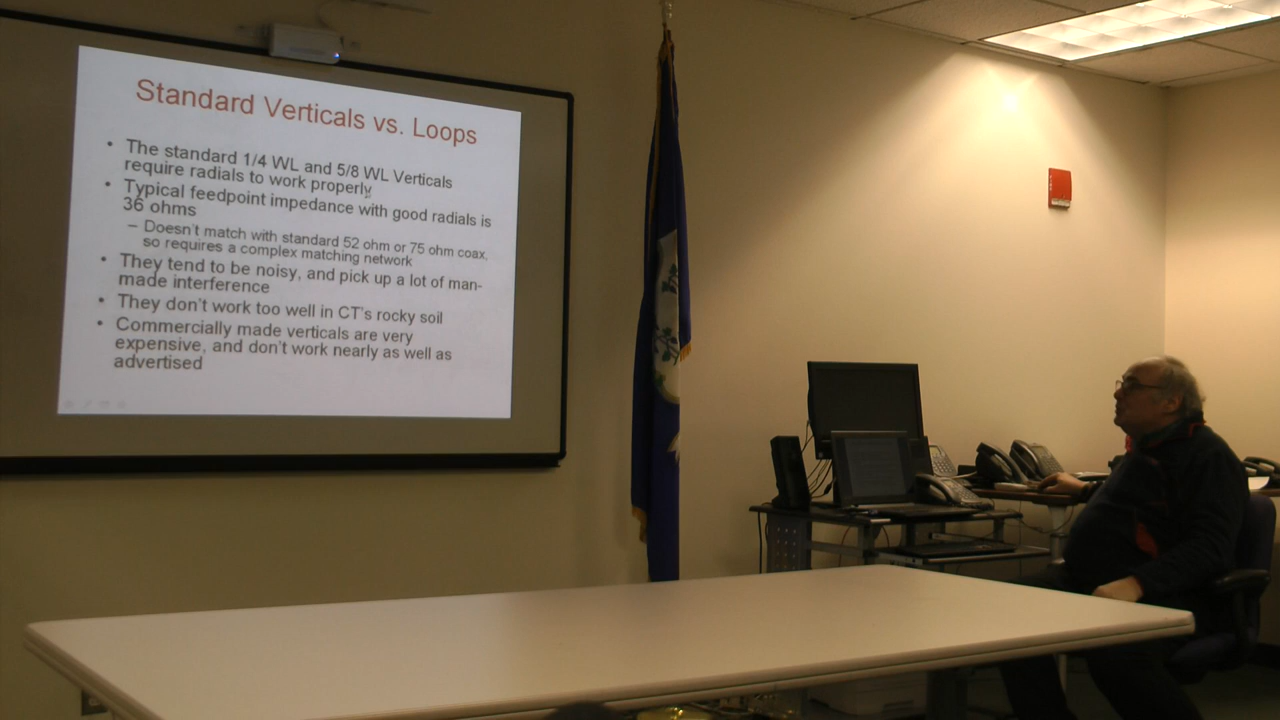 Standard Verticals vs. Loops
• The standard 1/4 WL and 5/8 WL Verticals
require radials to work properly
• Typical feedpoint impedance with good radials is
36 ohms
– Doesn't match with standard 52 ohm or 75 ohm coax,
so requires a complex matching network
• They tend to be noisy, and pick up a lot of man-
made interference
• They don't work too well in CT's rocky soil
• Commercially made verticals are very
expensive, and don't work nearly as well as
advertised